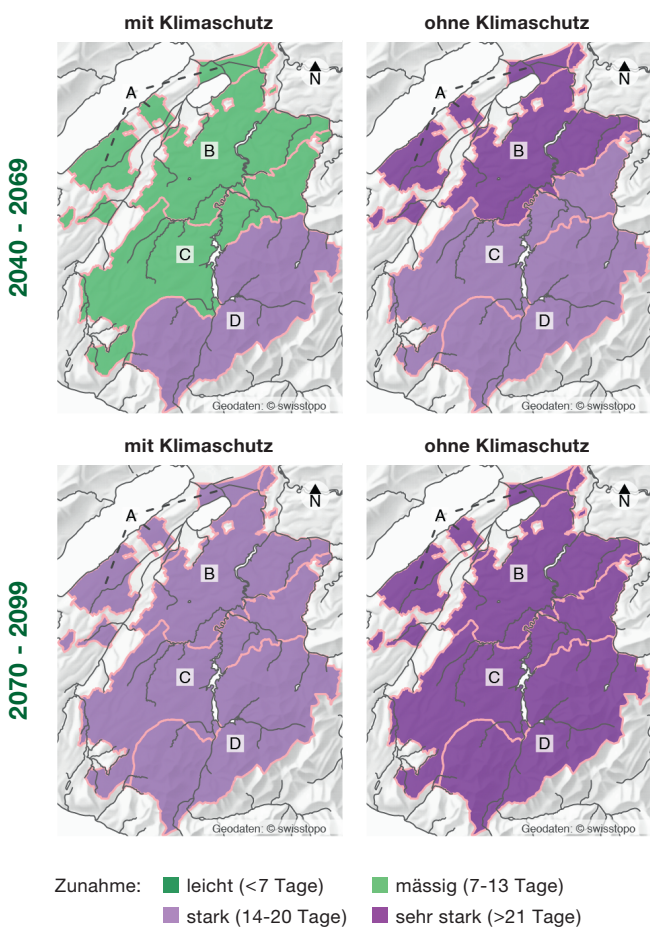 mit Klimaschutz
ohne Klimaschutz
2040 - 2069
A
N
B
C
D
Geodaten: © swisstopo
A
N
B
C
D
Geodaten: © swisstopo
mit Klimaschutz
ohne Klimaschutz
2070 - 2099
A
N
B
C
D
Geodaten: © swisstopo
A
N
B
C
D
Geodaten: © swisstopo
Zunahme: leicht (<7 Tage) mässig (7-13 Tage)
stark (14-20 Tage) sehr stark (>21 Tage)